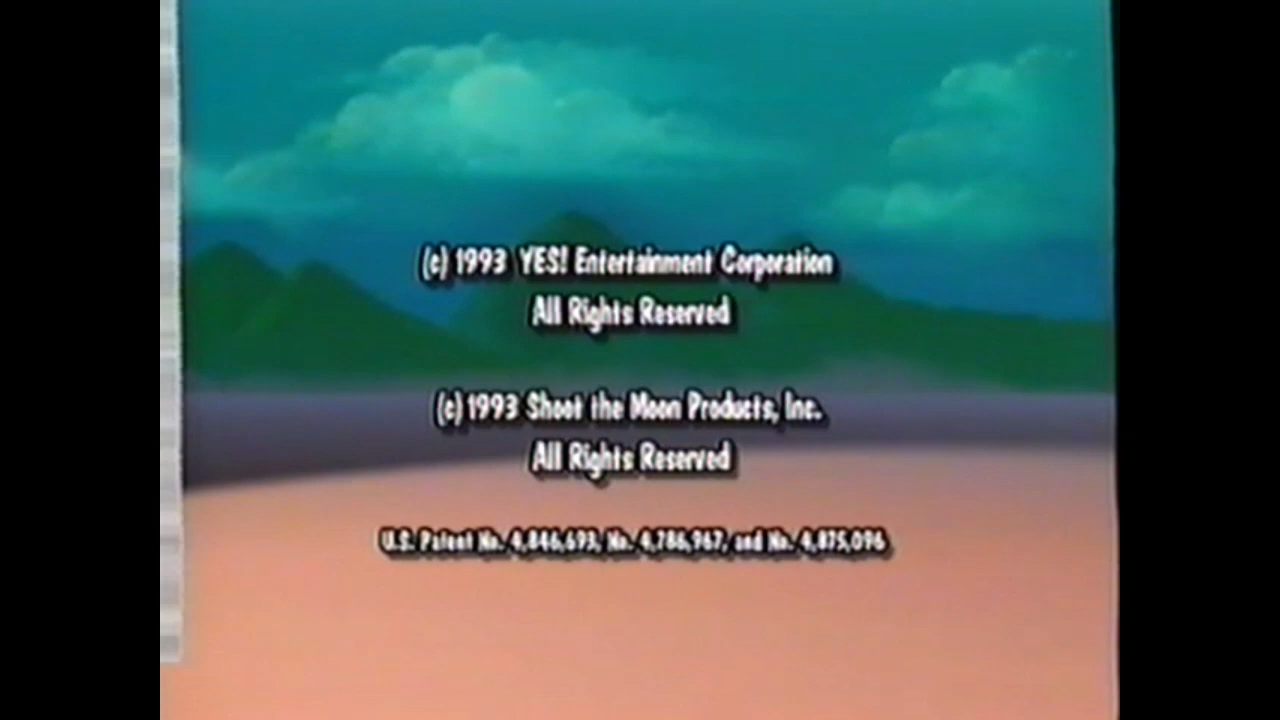 (c) 1993 YES! Entertainment Corporation
All Rights Reserved
(c) 1993 Shoot the Moon Products, Inc.
All Rights Reserved
U.S. Patent No. 4,846,693, No. 4,786,967, and No. 4,875,096